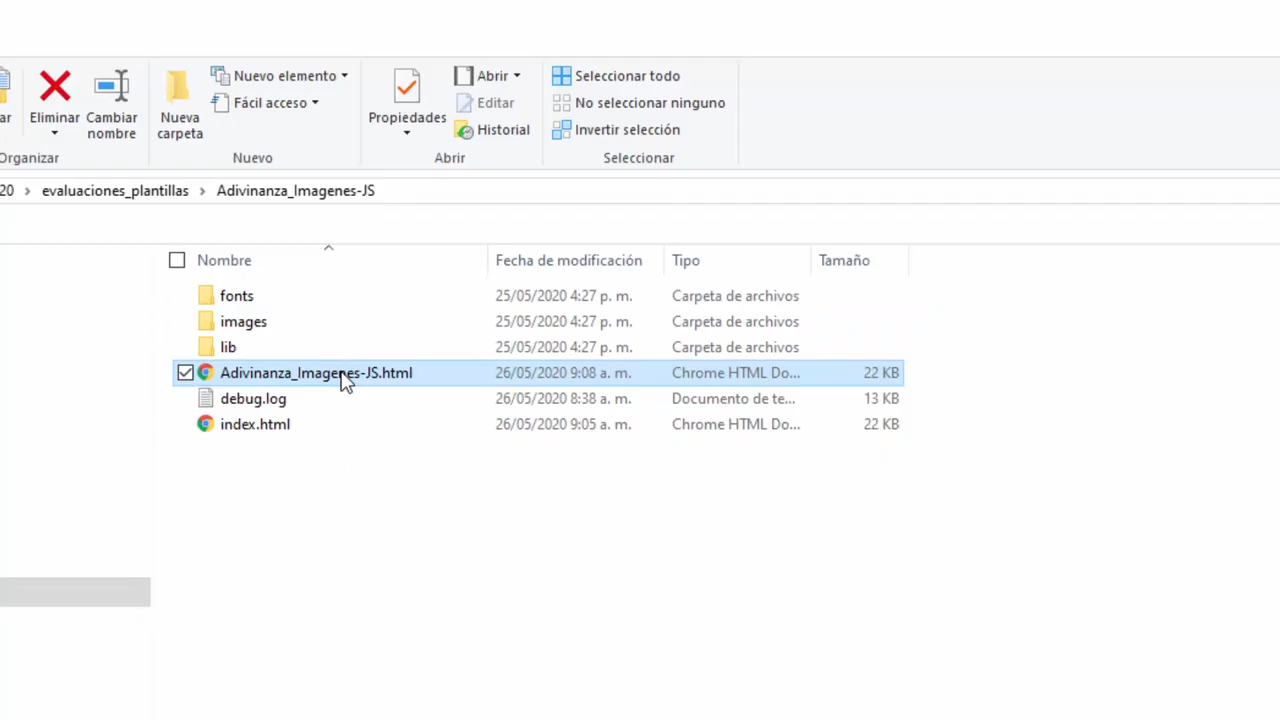 Nuevo elemento
Abrir
Seleccionar todo
Fácil acceso
Editar
No seleccionar ninguno
Eliminar
Cambiar nombre
Nueva carpeta
Propiedades
Historial
Invertir selección
Organizar
Nuevo
Abrir
Seleccionar
20 > evaluaciones_plantillas > Adivinanza_Imagenes-JS
Nombre Fecha de modificación Tipo Tamaño
fonts 25/05/2020 4:27 p. m. Carpeta de archivos
images 25/05/2020 4:27 p. m. Carpeta de archivos
lib 25/05/2020 4:27 p. m. Carpeta de archivos
Adivinanza_Imagenes-JS.html 26/05/2020 9:08 a. m. Chrome HTML Do... 22 KB
debug.log 26/05/2020 8:38 a. m. Documento de te... 13 KB
index.html 26/05/2020 9:05 a. m. Chrome HTML Do... 22 KB